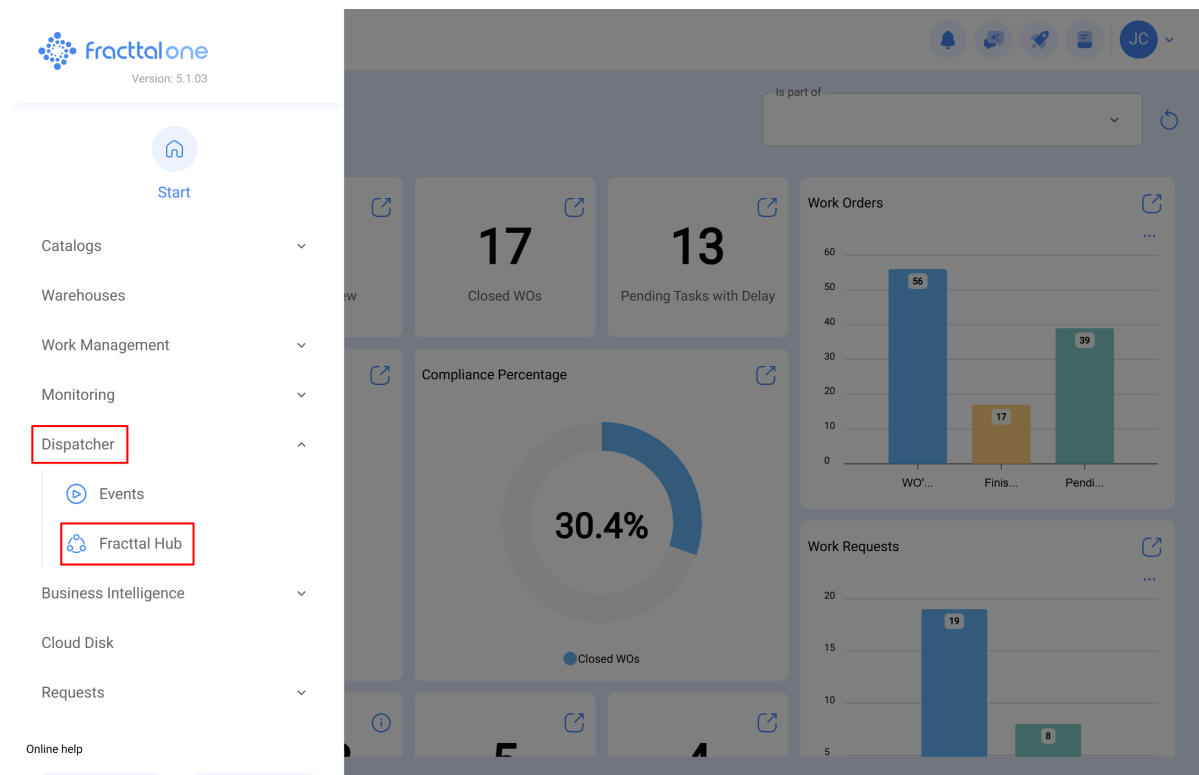 fracttal one
Version: 5.1.03
Start
Catalogs
Warehouses
Work Management
Monitoring
Dispatcher
Events
Fracttal Hub
Business Intelligence
Cloud Disk
Requests
Online help
JC
Is part of
ew
17
Closed WOs
13
Pending Tasks with Delay
Compliance Percentage
30.4%
Closed WOs
Work Orders
...
60
50
40
30
20
10
0
56
17
39
WO'...
Finis...
Pendi...
Work Requests
...
20
15
10
5
19
8